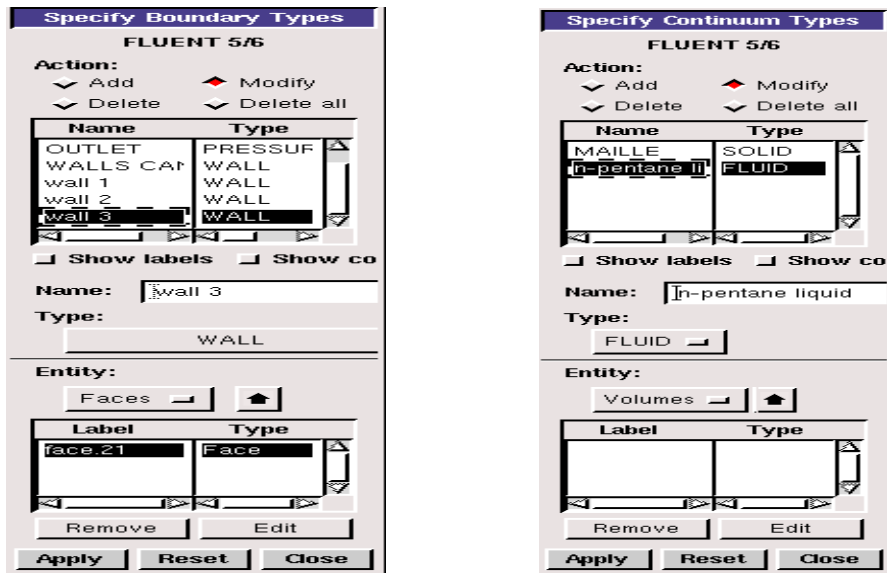 Specify Boundary Types
FLUENT 5/6
Action:
Add Modify
Delete Delete all
Name Type
OUTLET PRESSUR
WALLS CAN WALL
wall 1 WALL
wall 2 WALL
wall 3 WALL
Show labels Show co
Name: wall 3
Type:
WALL
Entity:
Faces
Label Type
face.21 Face
Remove Edit
Apply Reset Close
Specify Continuum Types
FLUENT 5/6
Action:
Add Modify
Delete Delete all
Name Type
MAILLE SOLID
n-pentane li FLUID
Show labels Show co
Name: n-pentane liquid
Type:
FLUID
Entity:
Volumes
Label Type
Remove Edit
Apply Reset Close